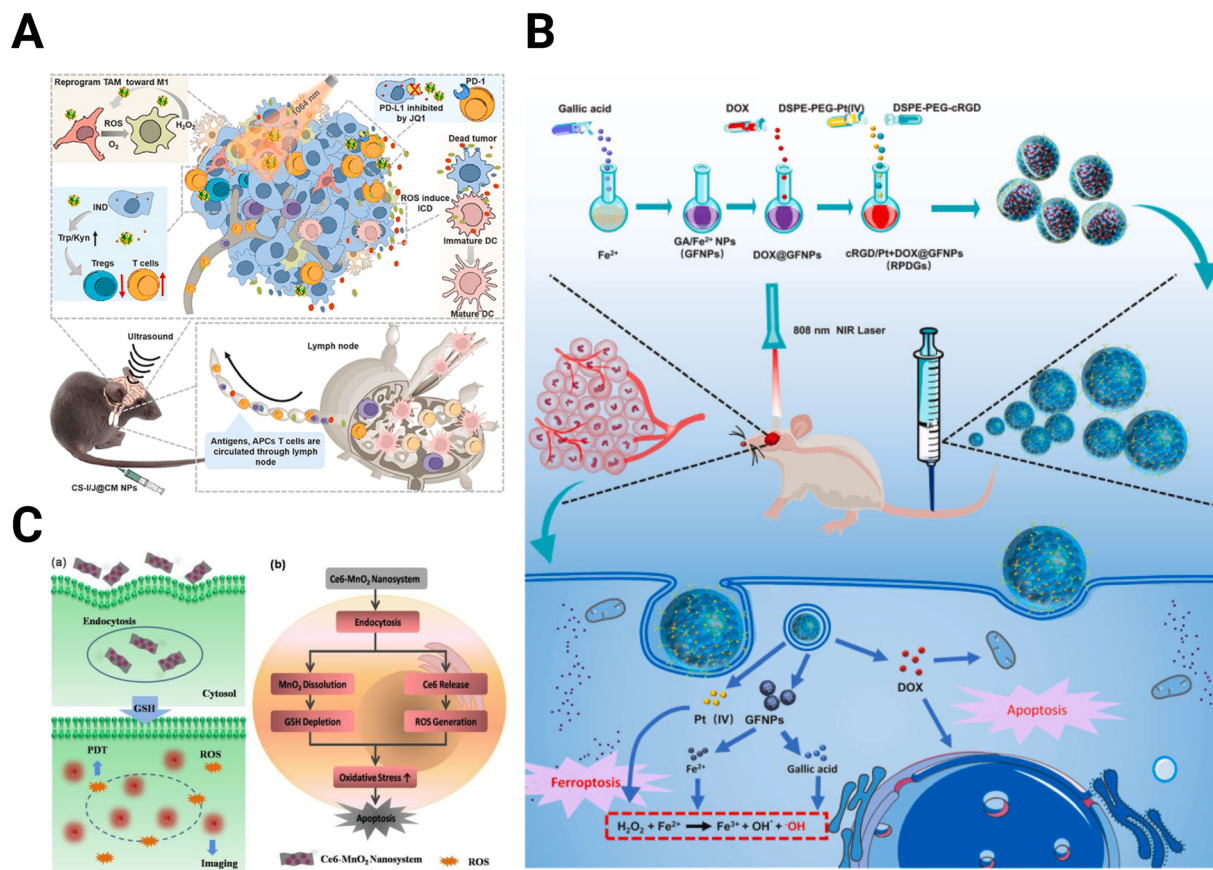 A
Reprogram TAM toward M1
ROS
O₂
H₂O₂
1064 nm
PD-1
PD-L1 inhibited
by JQ1
Dead tumor
IND
Trp/Kyn
Tregs
T cells
ROS induce
ICD
Immature DC
Mature DC
Ultrasound
Lymph node
Antigens, APCs T cells are
circulated through lymph
node
CS-I/J@CM NPs
B
Gallic acid
DOX
DSPE-PEG-Pt(IV)
DSPE-PEG-cRGD
Fe²⁺
GA/Fe²⁺ NPs
(GFNPs)
DOX@GFNPs
cRGD/Pt+DOX@GFNPs
(RPDGs)
808 nm NIR Laser
DOX
Pt (IV)
GFNPs
Apoptosis
Fe²⁺
Gallic acid
Ferroptosis
H₂O₂ + Fe²⁺ → Fe³⁺ + OH⁻ + ·OH
C
(a)
Endocytosis
Cytosol
GSH
PDT
ROS
Imaging
(b)
Ce6-MnO₂ Nanosystem
Endocytosis
MnO₂ Dissolution
Ce6 Release
GSH Depletion
ROS Generation
Oxidative Stress ↑
Apoptosis
Ce6-MnO₂ Nanosystem
ROS